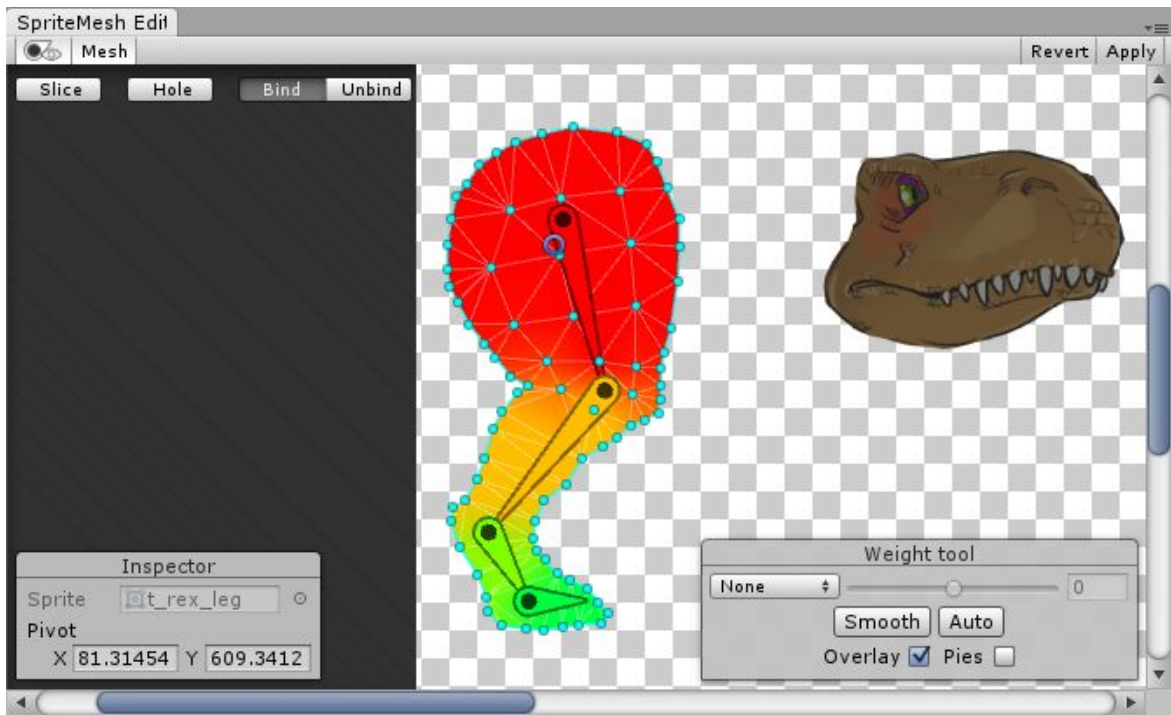 SpriteMesh Edit
Mesh Revert Apply
Slice Hole Bind Unbind
Inspector
Sprite t_rex_leg
Pivot
X 81.31454 Y 609.3412
Weight tool
None 0
Smooth Auto
Overlay Pies